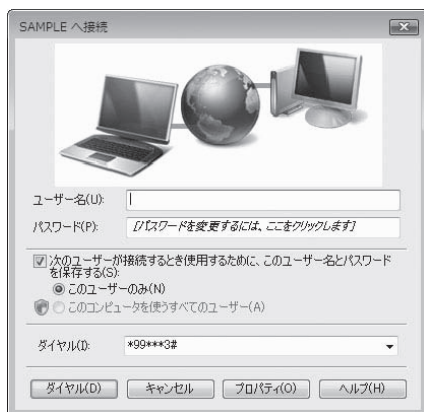 SAMPLE へ接続
ユーザー名(U):
パスワード(P): [パスワードを変更するには、ここをクリックします]
次のユーザーが接続するとき使用するために、このユーザー名とパスワード
を保存する(S):
このユーザーのみ(N)
このコンピュータを使うすべてのユーザー(A)
ダイヤル(I): *99***3#
ダイヤル(D) キャンセル プロパティ(O) ヘルプ(H)